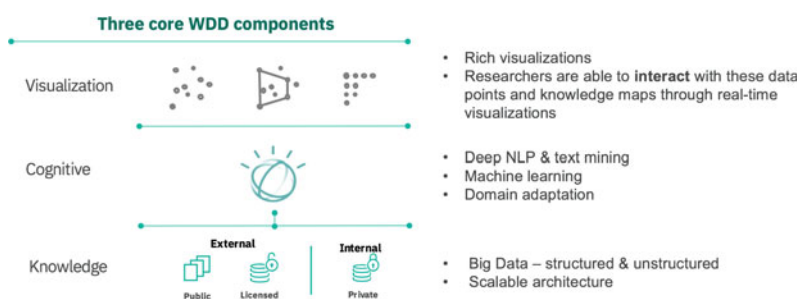 Three core WDD components
Visualization
• Rich visualizations
• Researchers are able to interact with these data
points and knowledge maps through real-time
visualizations
Cognitive
• Deep NLP & text mining
• Machine learning
• Domain adaptation
Knowledge
External
Internal
Public
Licensed
Private
• Big Data – structured & unstructured
• Scalable architecture